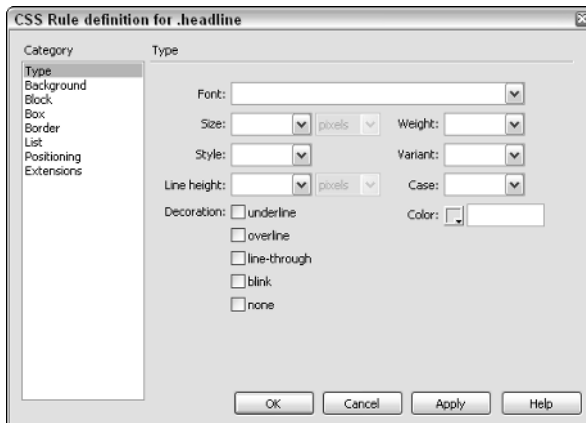 CSS Rule definition for .headline
Category
Type
Type
Background
Block
Box
Border
List
Positioning
Extensions
Font:
Size: pixels Weight:
Style: Variant:
Line height: pixels Case:
Decoration: underline Color:
overline
line-through
blink
none
OK Cancel Apply Help